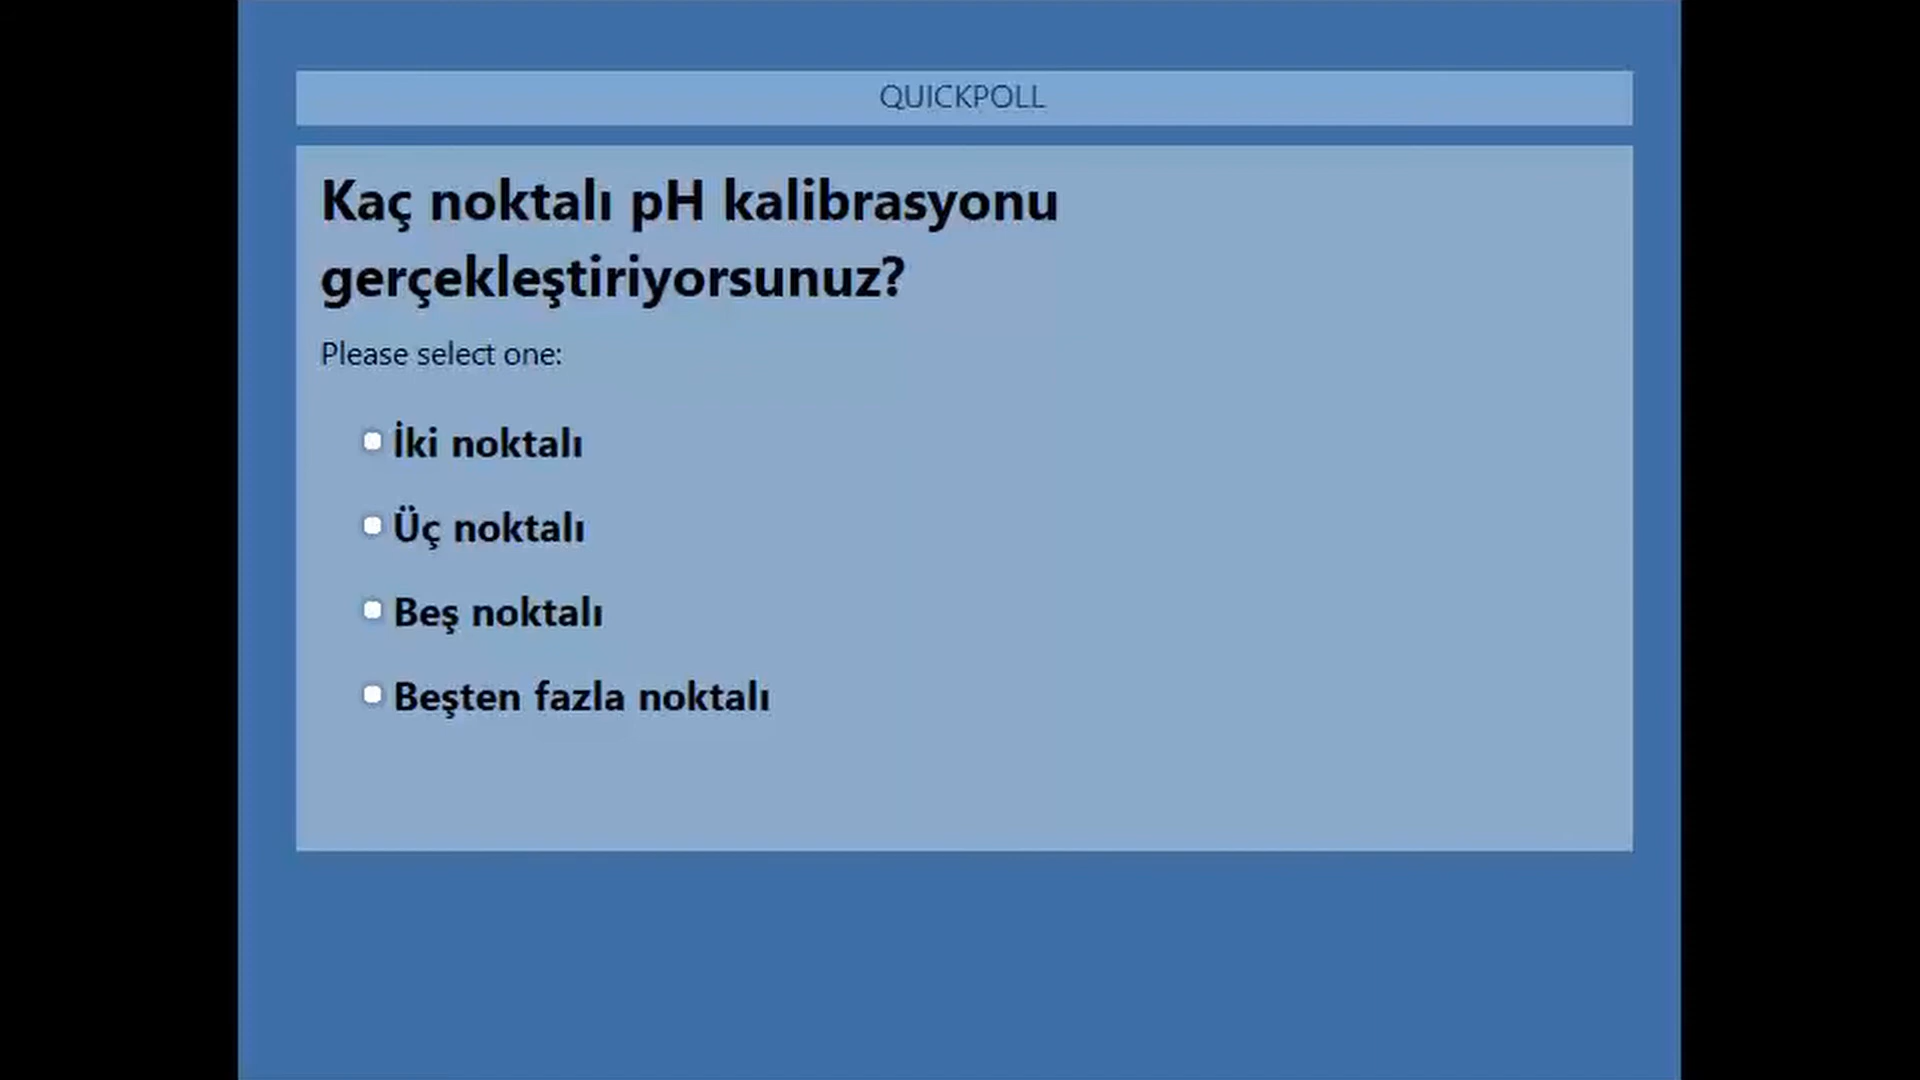 QUICKPOLL
Kaç noktalı pH kalibrasyonu
gerçekleştiriyorsunuz?
Please select one:
İki noktalı
Üç noktalı
Beş noktalı
Beşten fazla noktalı